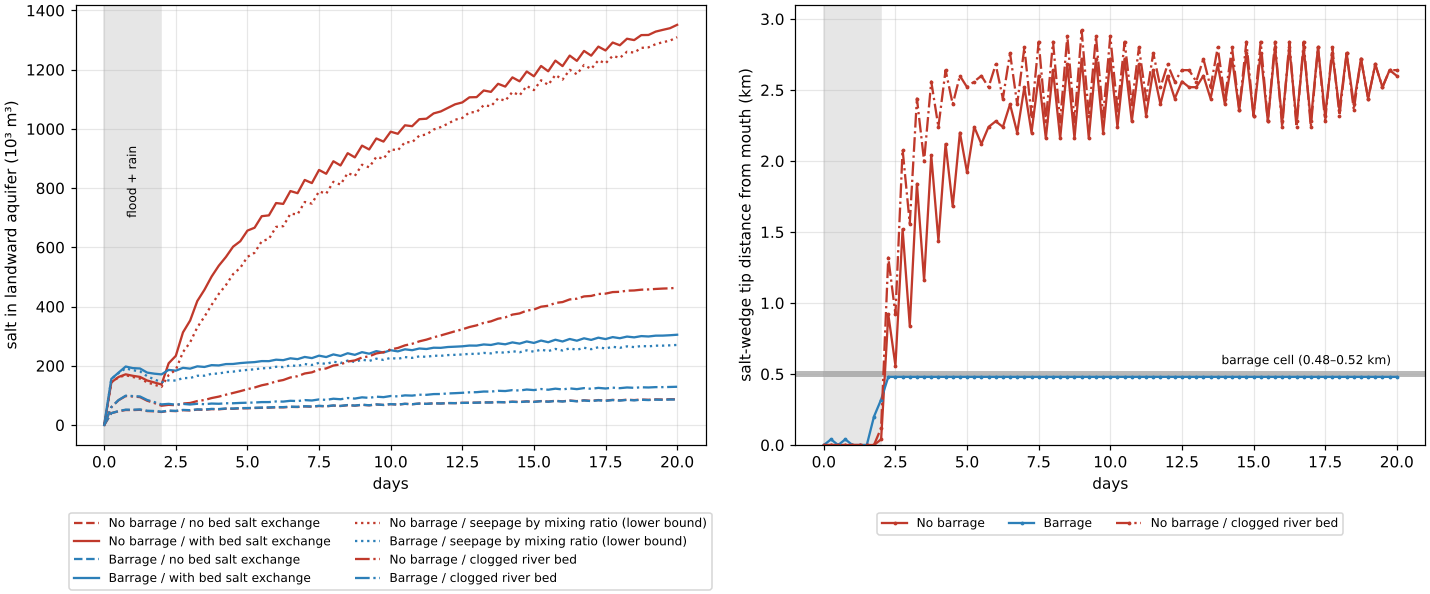 1400
1200
1000
800
600
400
200
0
salt in landward aquifer (10³ m³)
flood + rain
0.0 2.5 5.0 7.5 10.0 12.5 15.0 17.5 20.0
days
No barrage / no bed salt exchange
No barrage / with bed salt exchange
Barrage / no bed salt exchange
Barrage / with bed salt exchange
No barrage / seepage by mixing ratio (lower bound)
Barrage / seepage by mixing ratio (lower bound)
No barrage / clogged river bed
Barrage / clogged river bed
3.0
2.5
2.0
1.5
1.0
0.5
0.0
salt-wedge tip distance from mouth (km)
barrage cell (0.48–0.52 km)
0.0 2.5 5.0 7.5 10.0 12.5 15.0 17.5 20.0
days
No barrage Barrage No barrage / clogged river bed